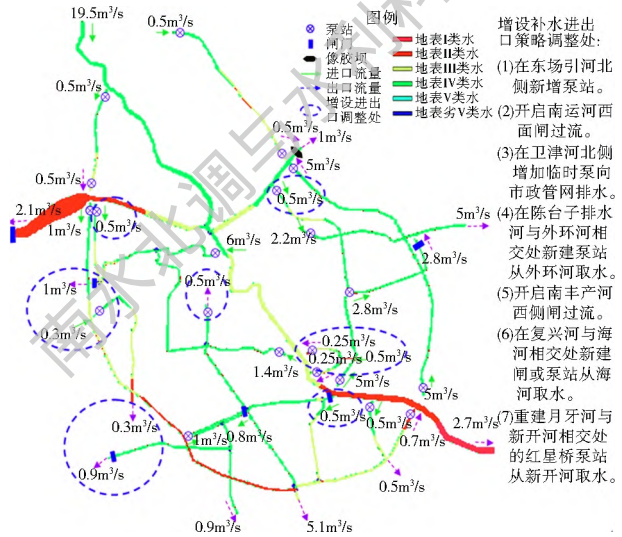 19.5m³/s
0.5m³/s
图例
泵站
闸门
像胶坝
进口流量
出口流量
增设进出
口调整处
地表I类水
地表II类水
地表III类水
地表IV类水
地表V类水
地表劣V类水
增设补水进出
口策略调整处:
(1)在东场引河北
侧新增泵站。
(2)开启南运河西
面闸过流。
(3)在卫津河北侧
增加临时泵向
市政管网排水。
(4)在陈台子排水
河与外环河相
交处新建泵站
从外环河取水。
(5)开启南丰产河
西侧闸过流。
(6)在复兴河与海
河相交处新建
闸或泵站从海
河取水。
(7)重建月牙河与
新开河相交处
的红星桥泵站
从新开河取水。
0.5m³/s
0.5m³/s
1m³/s
5m³/s
0.5m³/s
0.5m³/s
2.1m³/s
1m³/s
0.5m³/s
2.2m³/s
5m³/s
6m³/s
2.8m³/s
1m³/s
0.5m³/s
2.8m³/s
0.3m³/s
0.25m³/s
0.25m³/s
0.5m³/s
1.4m³/s
5m³/s
5m³/s
0.3m³/s
1m³/s
0.8m³/s
0.5m³/s
0.7m³/s
2.7m³/s
0.9m³/s
0.5m³/s
0.9m³/s
5.1m³/s
南水北调与水利科